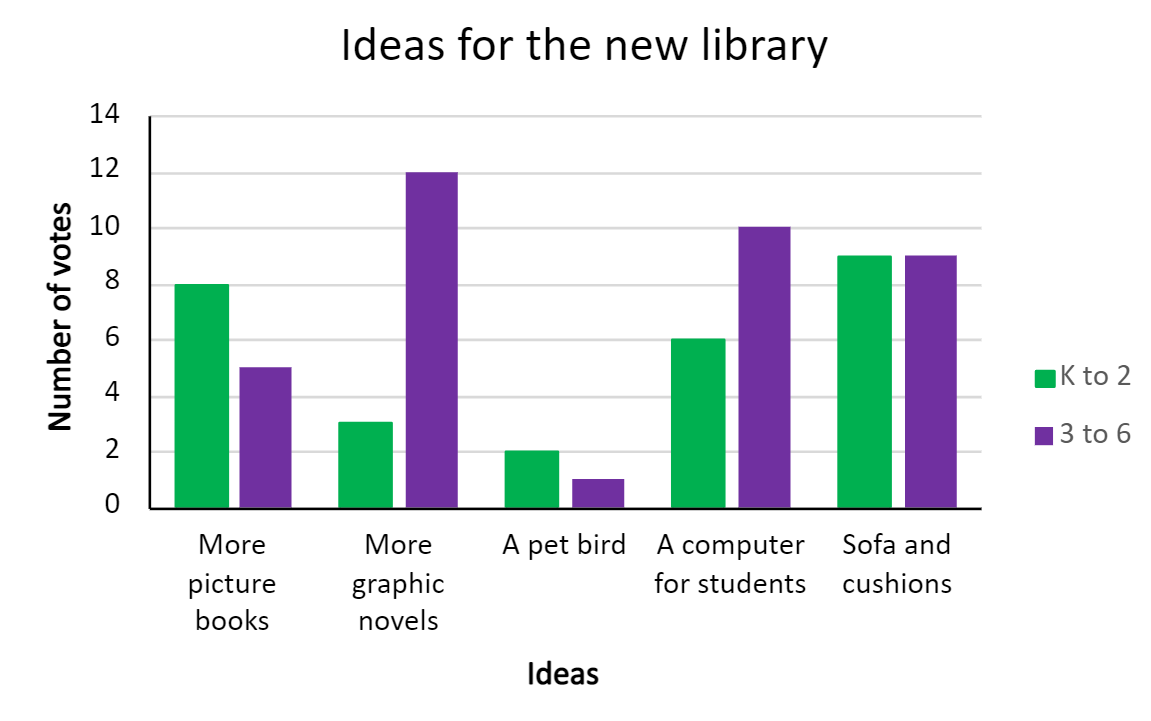 Ideas for the new library
14
12
10
8
6
4
2
0
Number of votes
More
picture
books
More
graphic
novels
A pet bird
A computer
for students
Sofa and
cushions
Ideas
K to 2
3 to 6